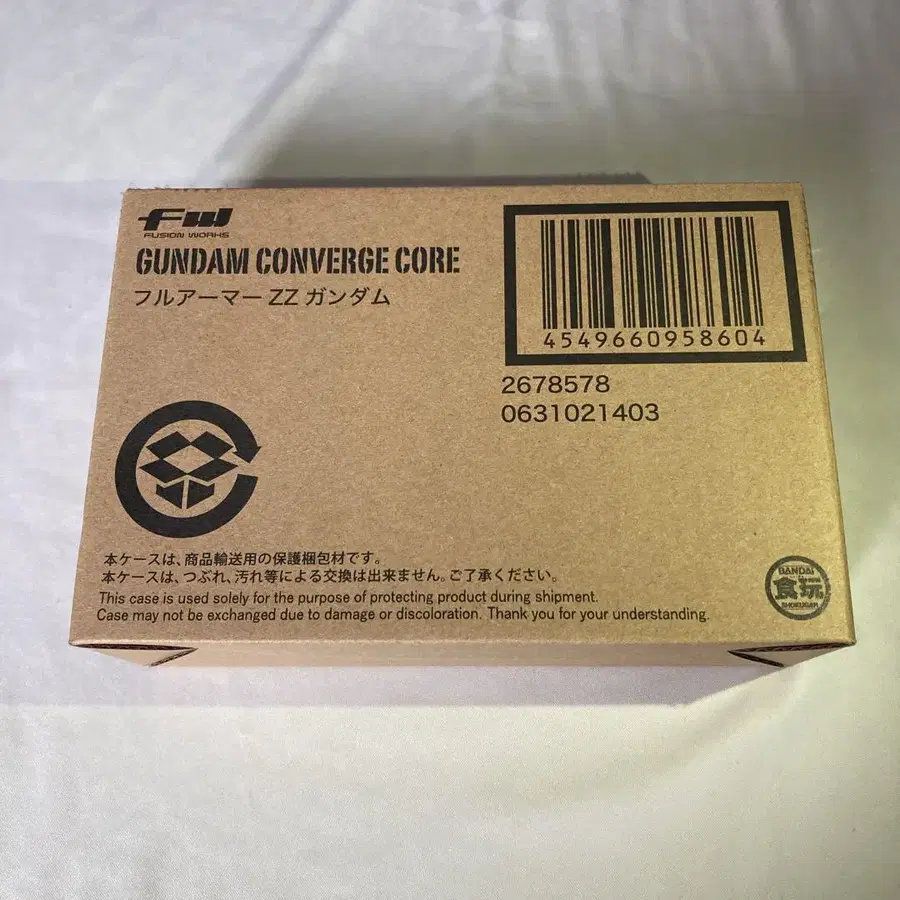 FW
FUSION WORKS
GUNDAM CONVERGE CORE
フルアーマー ZZ ガンダム
4549660958604
2678578
0631021403
本ケースは、商品輸送用の保護梱包材です。
本ケースは、つぶれ、汚れ等による交換は出来ません。ご了承ください。
This case is used solely for the purpose of protecting product during shipment.
Case may not be exchanged due to damage or discoloration. Thank you for your understanding.
BANDAI
食玩
SHOKUGAN